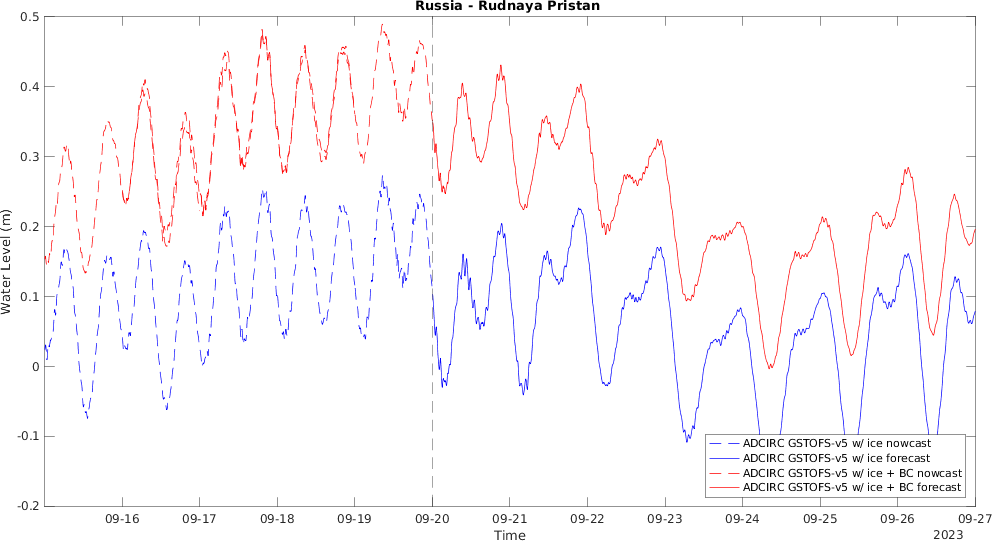 Russia - Rudnaya Pristan
0.5
0.4
0.3
0.2
0.1
0
-0.1
-0.2
Water Level (m)
ADCIRC GSTOFS-v5 w/ ice nowcast
ADCIRC GSTOFS-v5 w/ ice forecast
ADCIRC GSTOFS-v5 w/ ice + BC nowcast
ADCIRC GSTOFS-v5 w/ ice + BC forecast
09-16 09-17 09-18 09-19 09-20 09-21 09-22 09-23 09-24 09-25 09-26 09-27
Time
2023